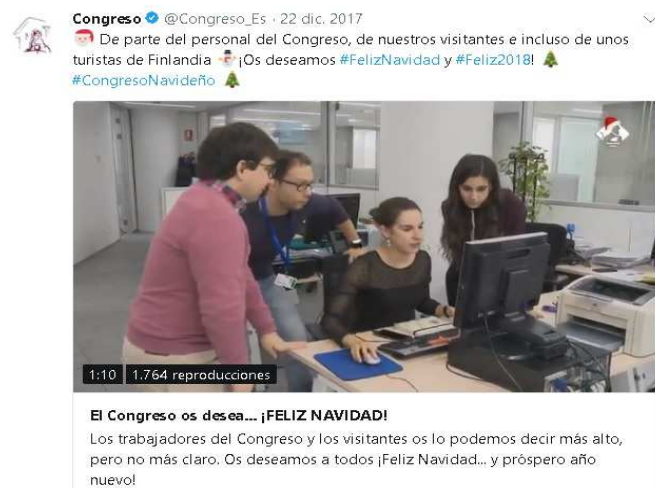 Congreso @Congreso_Es · 22 dic. 2017
🎅 De parte del personal del Congreso, de nuestros visitantes e incluso de unos
turistas de Finlandia ⛄¡Os deseamos #FelizNavidad y #Feliz2018! 🎄
#CongresoNavideño 🎄
1:10 1.764 reproducciones
El Congreso os desea... ¡FELIZ NAVIDAD!
Los trabajadores del Congreso y los visitantes os lo podemos decir más alto,
pero no más claro. Os deseamos a todos ¡Feliz Navidad... y próspero año
nuevo!